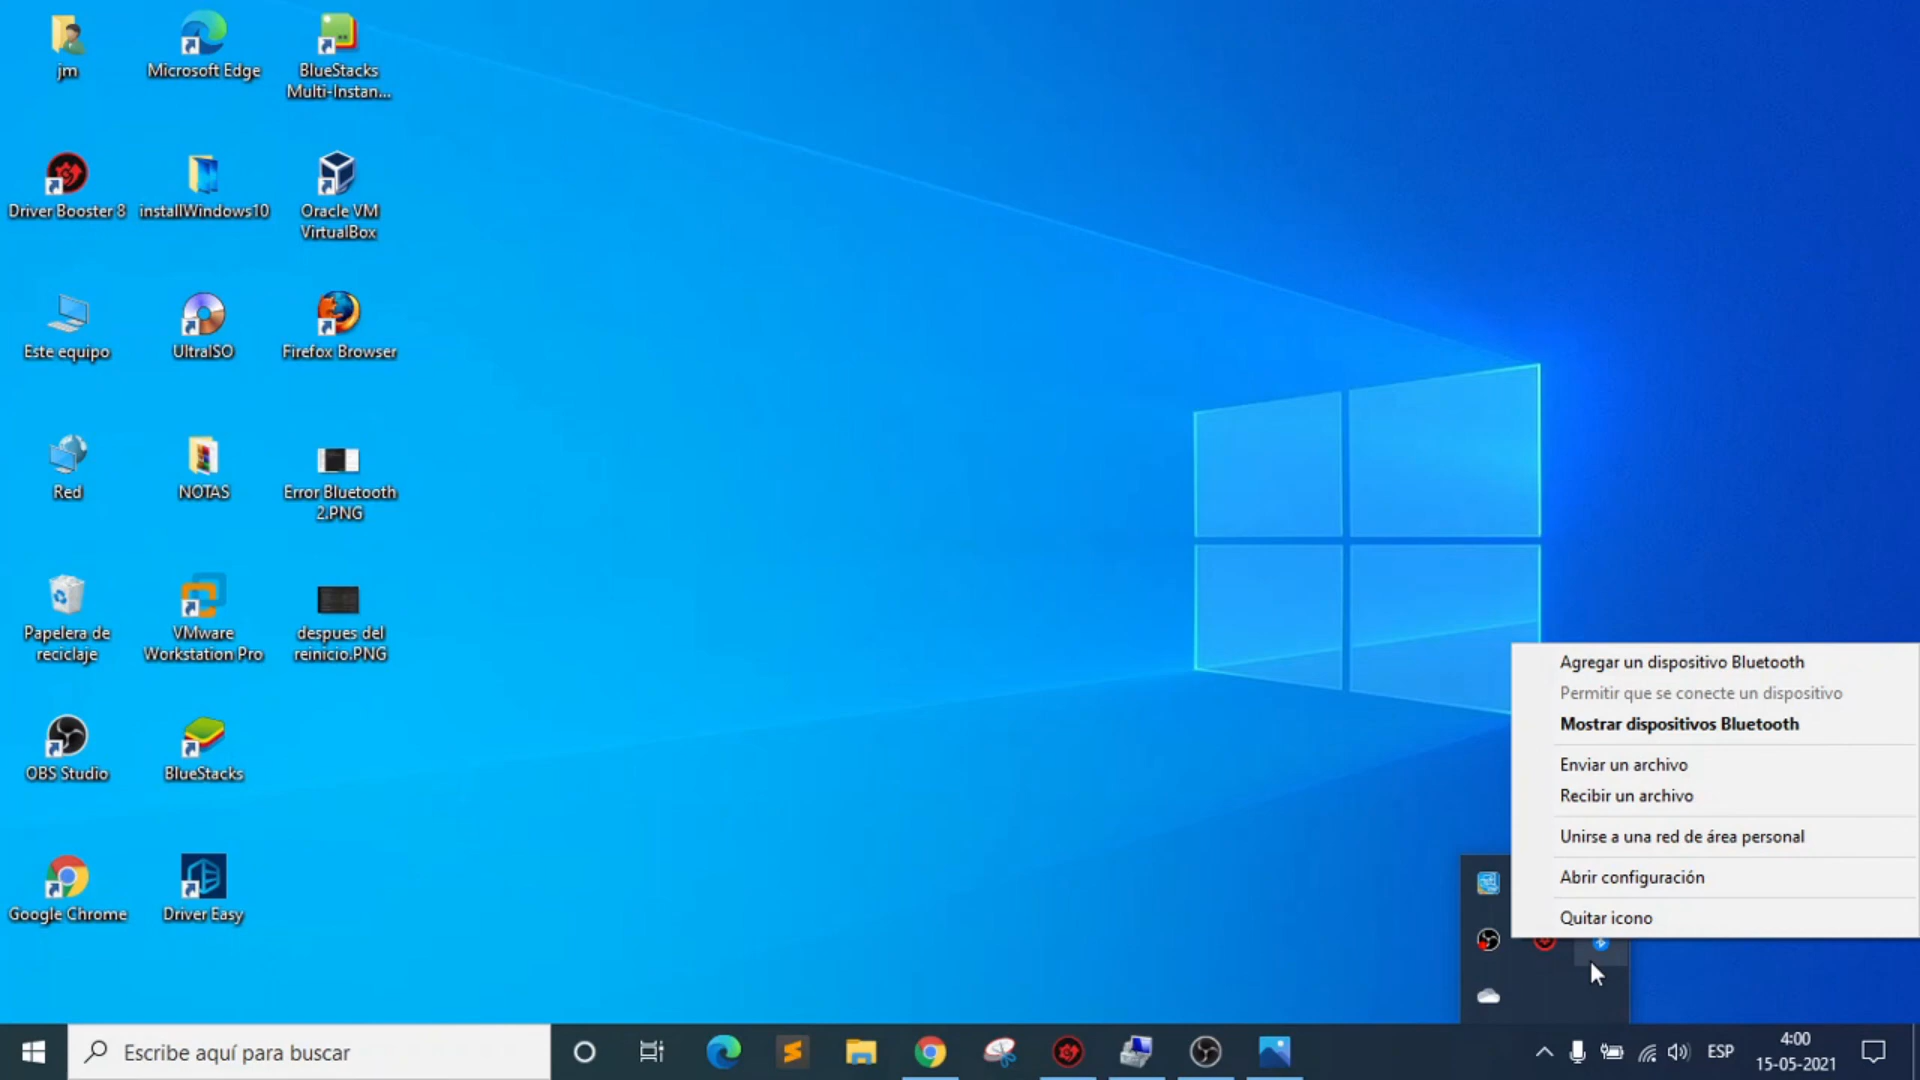 jm
Microsoft Edge
BlueStacks
Multi-Instan...
Driver Booster 8
installWindows10
Oracle VM
VirtualBox
Este equipo
UltraISO
Firefox Browser
Red
NOTAS
Error Bluetooth
2.PNG
Papelera de
reciclaje
VMware
Workstation Pro
despues del
reinicio.PNG
OBS Studio
BlueStacks
Google Chrome
Driver Easy
Agregar un dispositivo Bluetooth
Permitir que se conecte un dispositivo
Mostrar dispositivos Bluetooth
Enviar un archivo
Recibir un archivo
Unirse a una red de área personal
Abrir configuración
Quitar icono
Escribe aquí para buscar
ESP
4:00
15-05-2021